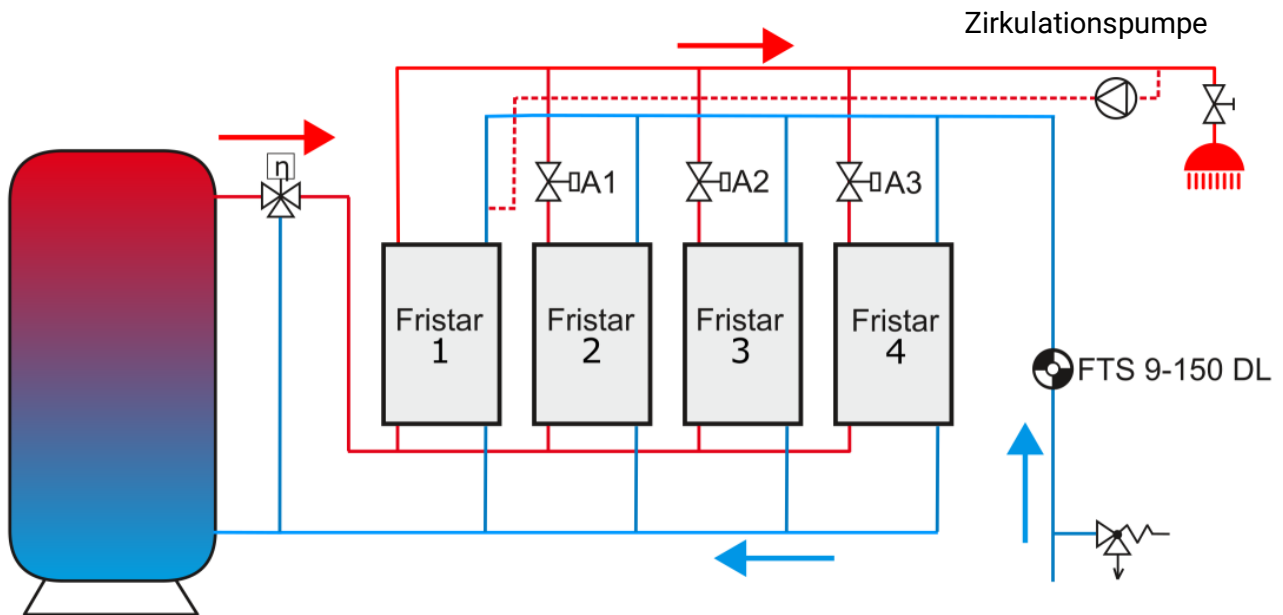 Zirkulationspumpe
η
A1
A2
A3
Fristar
1
Fristar
2
Fristar
3
Fristar
4
FTS 9-150 DL